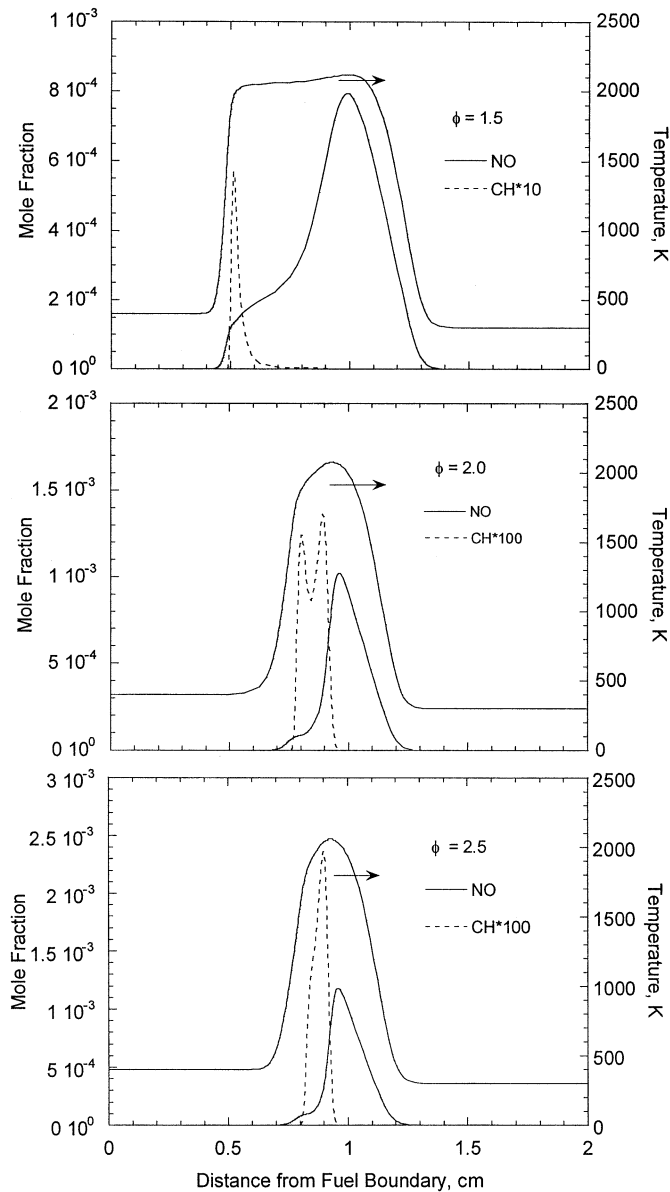 1 10⁻³
8 10⁻⁴
6 10⁻⁴
4 10⁻⁴
2 10⁻⁴
0 10⁰
Mole Fraction
2500
2000
1500
1000
500
0
Temperature, K
ϕ = 1.5
NO
CH*10
2 10⁻³
1.5 10⁻³
1 10⁻³
5 10⁻⁴
0 10⁰
Mole Fraction
2500
2000
1500
1000
500
0
Temperature, K
ϕ = 2.0
NO
CH*100
3 10⁻³
2.5 10⁻³
2 10⁻³
1.5 10⁻³
1 10⁻³
5 10⁻⁴
0 10⁰
Mole Fraction
2500
2000
1500
1000
500
0
Temperature, K
ϕ = 2.5
NO
CH*100
0 0.5 1 1.5 2
Distance from Fuel Boundary, cm